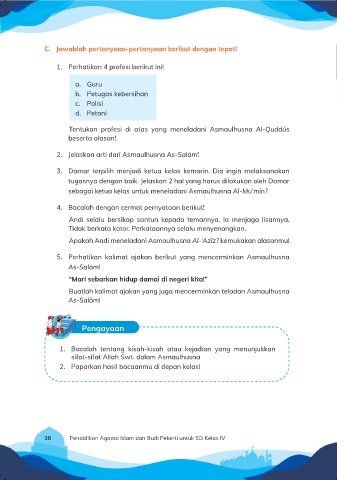 C. Jawablah pertanyaan-pertanyaan berikut dengan tepat!
1. Perhatikan 4 profesi berikut ini!
a. Guru
b. Petugas kebersihan
c. Polisi
d. Petani
Tentukan profesi di atas yang meneladani Asmaulhusna Al-Quddūs
beserta alasan!
2. Jelaskan arti dari Asmaulhusna As-Salām!
3. Damar terpilih menjadi ketua kelas kemarin. Dia ingin melaksanakan
tugasnya dengan baik. Jelaskan 2 hal yang harus dilakukan oleh Damar
sebagai ketua kelas untuk meneladani Asmaulhusna Al-Mu'min?
4. Bacalah dengan cermat pernyataan berikut!
Andi selalu bersikap santun kepada temannya. Ia menjaga lisannya.
Tidak berkata kotor. Perkataannya selalu menyenangkan.
Apakah Andi meneladani Asmaulhusna Al-'Azīz? kemukakan alasanmu!
5. Perhatikan kalimat ajakan berikut yang mencerminkan Asmaulhusna
As-Salām!
"Mari sebarkan hidup damai di negeri kita!"
Buatlah kalimat ajakan yang juga mencerminkan teladan Asmaulhusna
As-Salām!
Pengayaan
1. Bacalah tentang kisah-kisah atau kejadian yang menunjukkan
sifat-sifat Allah Swt. dalam Asmaulhusna
2. Paparkan hasil bacaanmu di depan kelas!
38 Pendidikan Agama Islam dan Budi Pekerti untuk SD Kelas IV